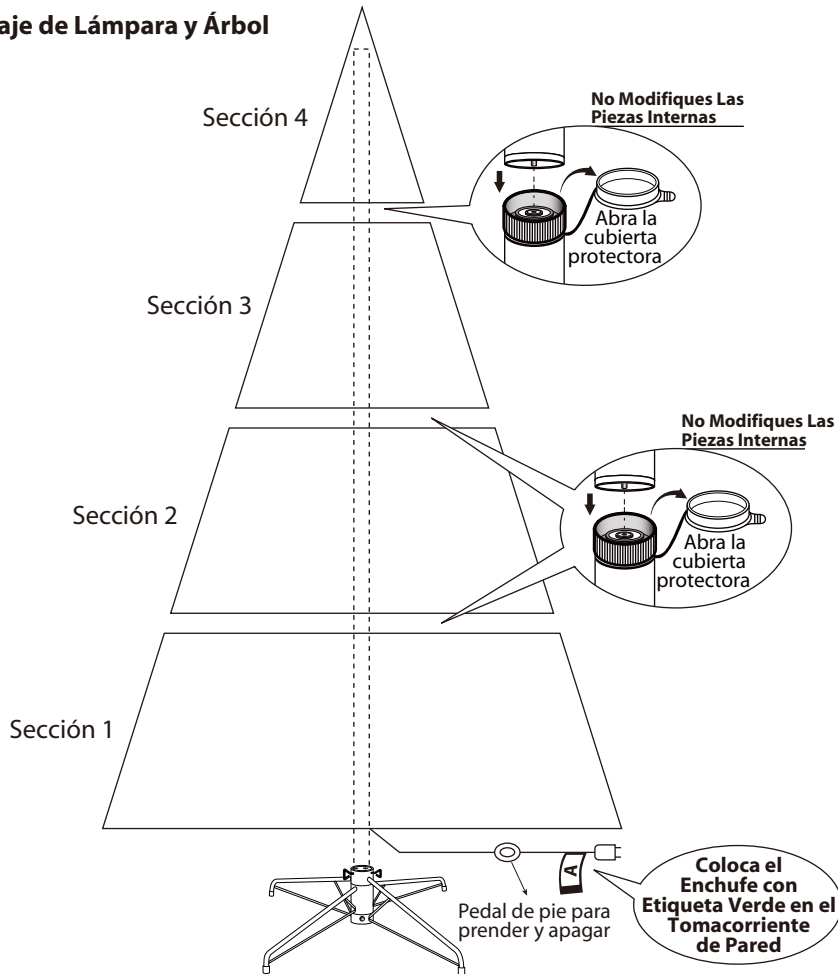 aje de Lámpara y Árbol
Sección 4
No Modifiques Las
Piezas Internas
Abra la
cubierta
protectora
Sección 3
No Modifiques Las
Piezas Internas
Abra la
cubierta
protectora
Sección 2
Sección 1
A
Pedal de pie para
prender y apagar
Coloca el
Enchufe con
Etiqueta Verde en el
Tomacorriente
de Pared